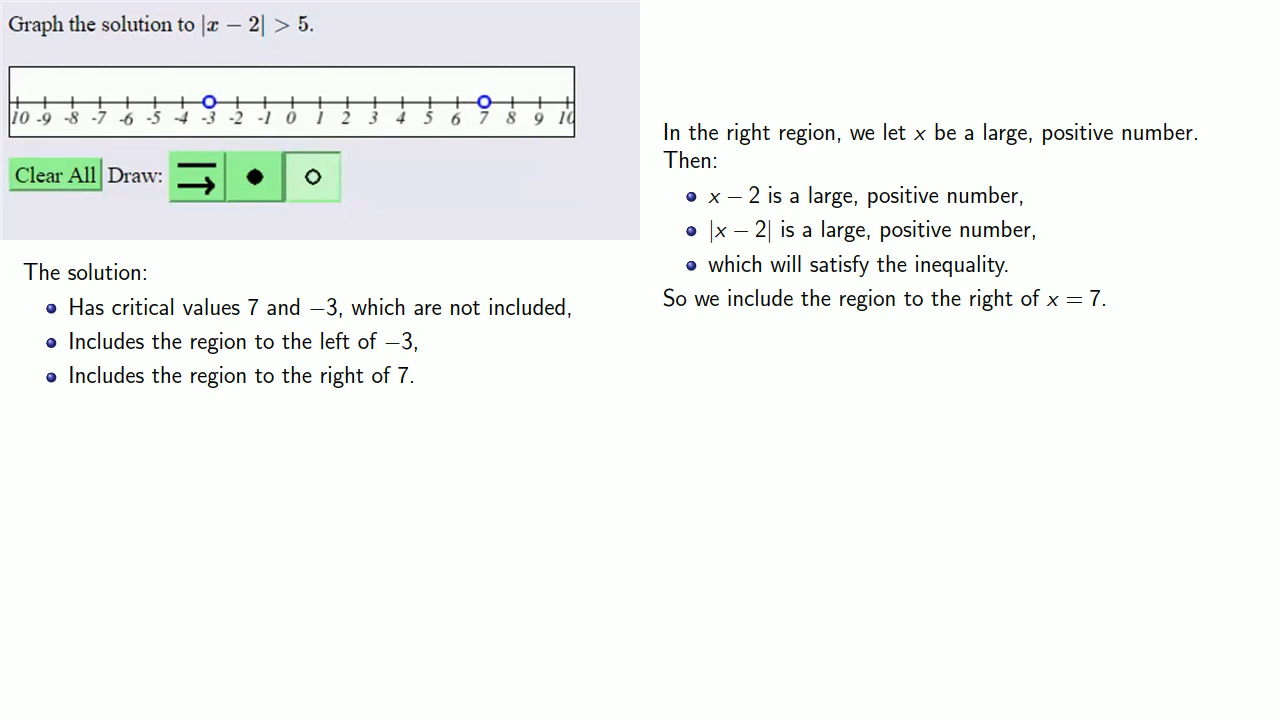 Graph the solution to |x − 2| > 5.
10 -9 -8 -7 -6 -5 -4 -3 -2 -1 0 1 2 3 4 5 6 7 8 9 10
Clear All Draw:
The solution:
Has critical values 7 and −3, which are not included,
Includes the region to the left of −3,
Includes the region to the right of 7.
In the right region, we let x be a large, positive number.
Then:
x − 2 is a large, positive number,
|x − 2| is a large, positive number,
which will satisfy the inequality.
So we include the region to the right of x = 7.